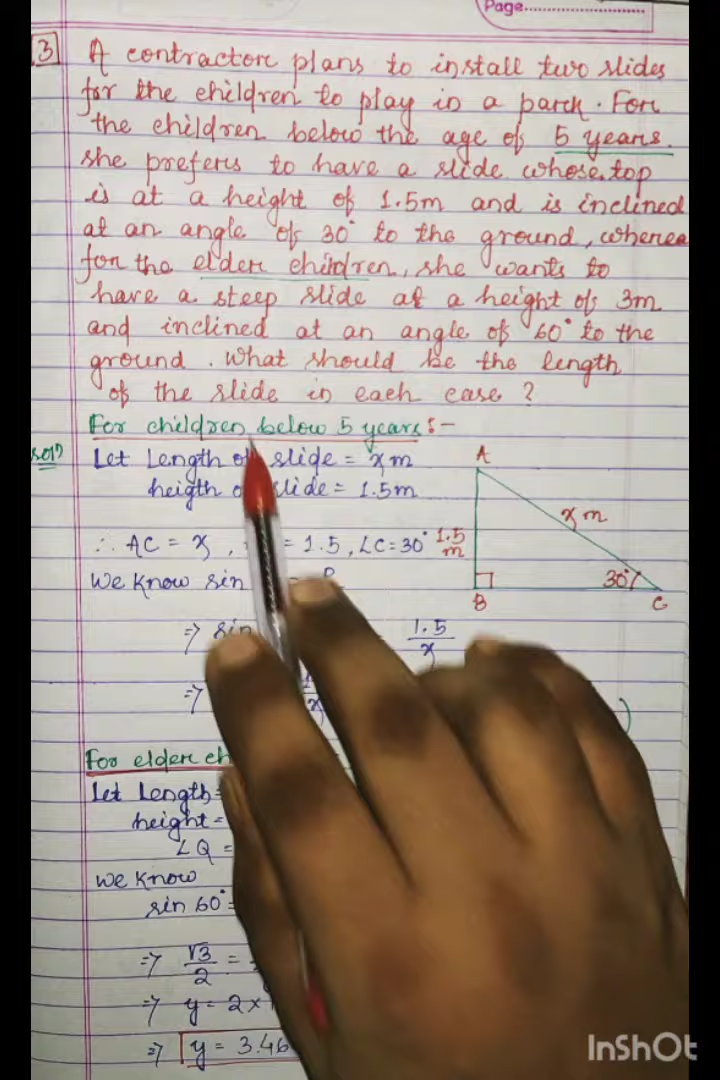 Page
3 A contractor plans to install two slides
for the children to play in a park. For
the children below the age of 5 years.
she prefers to have a slide whose top
is at a height of 1.5m and is inclined
at an angle of 30° to the ground, wherea
for the elder children, she wants to
have a steep slide at a height of 3m
and inclined at an angle of 60° to the
ground. What should be the length
of the slide in each case ?
For children below 5 years :-
Soln Let Length of slide = x m
heigth slide = 1.5m
∴ AC = x, = 1.5, ∠C = 30°
We know sin
⇒ sin 1.5/x
⇒
A
x m
1.5 m
30°
B C
For elder ch
Let Length =
height =
∠Q =
We know
sin 60° =
⇒ √3/2 =
⇒ y = 2 ×
⇒ y = 3.46
InShOt